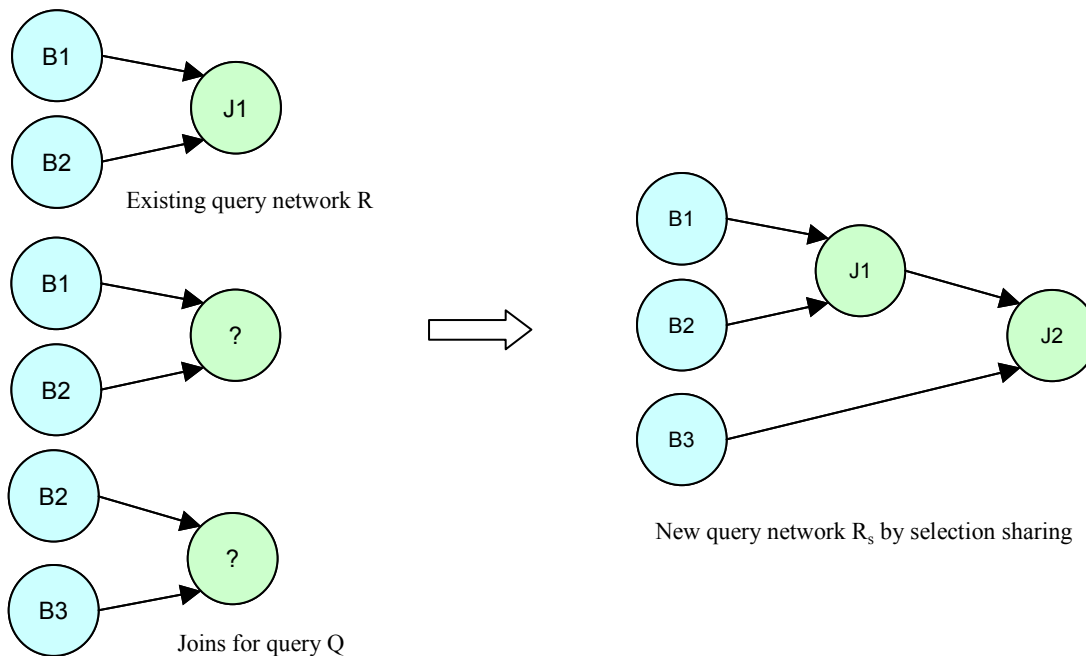 B1
J1
B2
Existing query network R
B1
?
B2
B2
?
B3
Joins for query Q
B1
J1
B2
J2
B3
New query network Rs by selection sharing